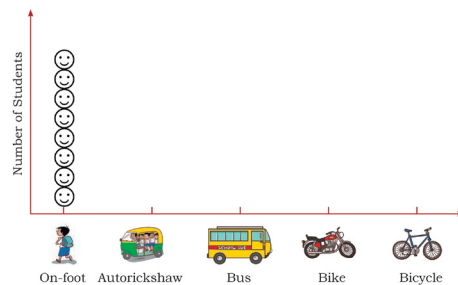 Number of Students
On-foot
Autorickshaw
Bus
Bike
Bicycle